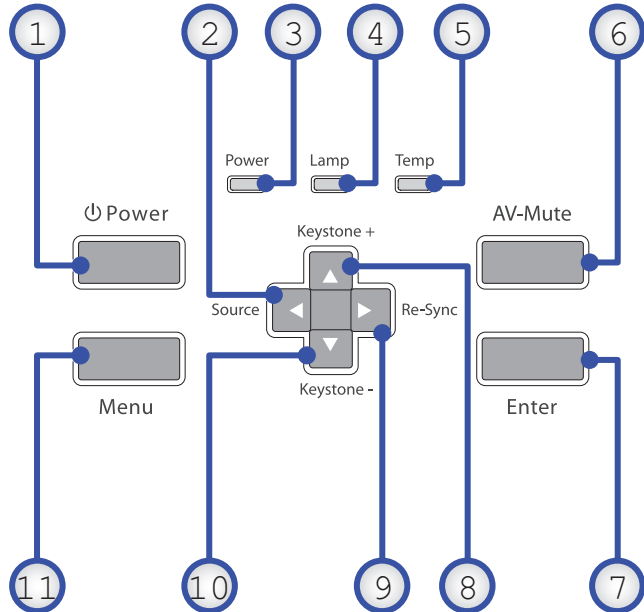 1 2 3 4 5 6
Power Lamp Temp
⏻ Power
AV-Mute
Keystone +
Source
Re-Sync
Keystone -
Menu
Enter
11 10 9 8 7